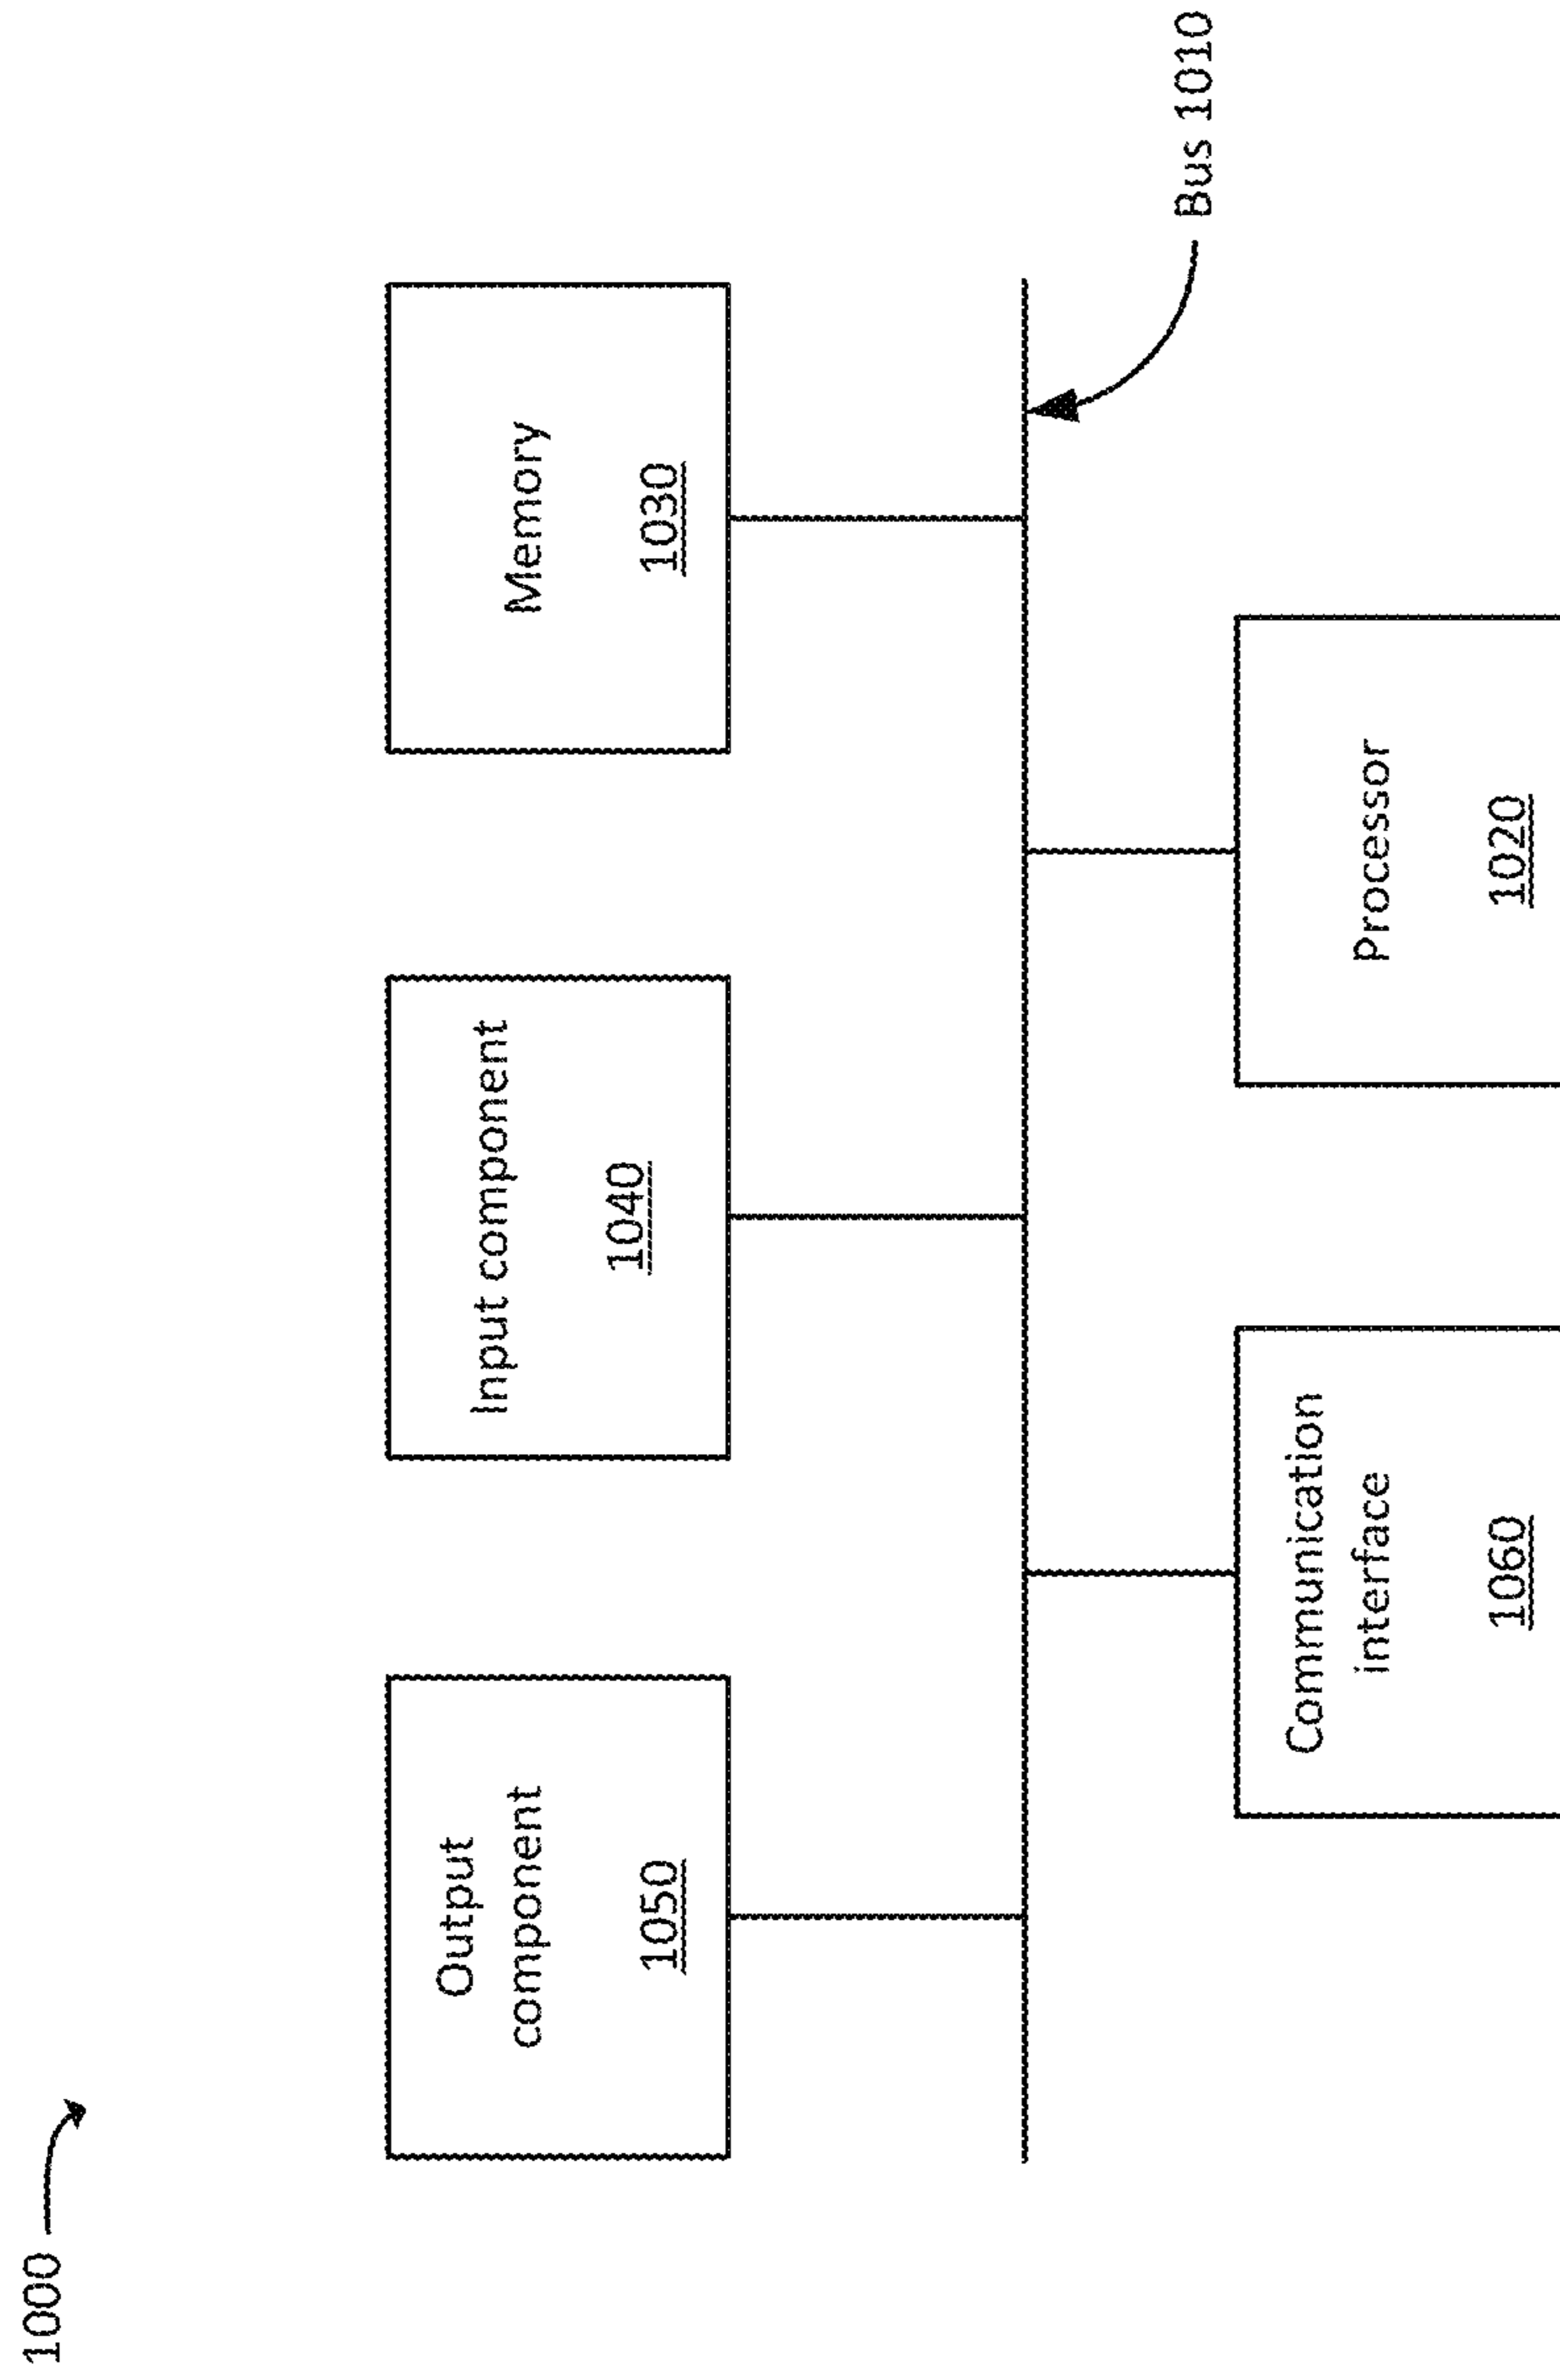 1000
Output
component
1050
Input component
1040
Memory
1030
Bus 1010
Communication
interface
1060
Processor
1020